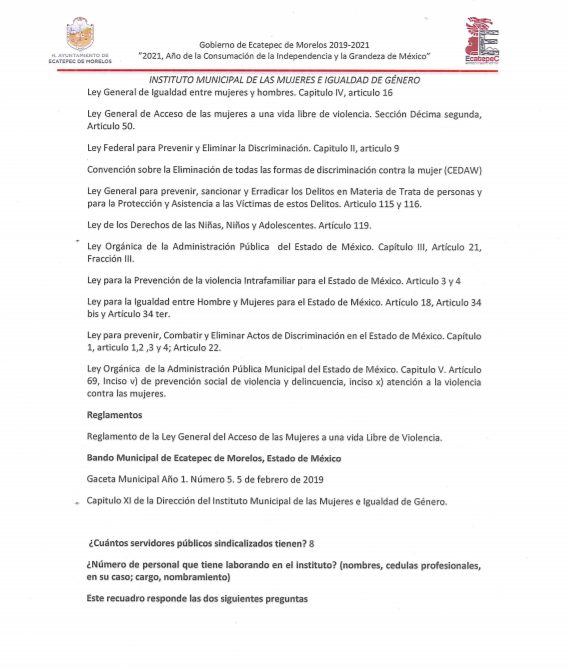 H. AYUNTAMIENTO DE
ECATEPEC DE MORELOS
Gobierno de Ecatepec de Morelos 2019-2021
"2021, Año de la Consumación de la Independencia y la Grandeza de México"
EcatepeC
INSTITUTO MUNICIPAL DE LAS MUJERES E IGUALDAD DE GÉNERO
Ley General de Igualdad entre mujeres y hombres. Capitulo IV, articulo 16
Ley General de Acceso de las mujeres a una vida libre de violencia. Sección Décima segunda,
Articulo 50.
Ley Federal para Prevenir y Eliminar la Discriminación. Capitulo II, articulo 9
Convención sobre la Eliminación de todas las formas de discriminación contra la mujer (CEDAW)
Ley General para prevenir, sancionar y Erradicar los Delitos en Materia de Trata de personas y
para la Protección y Asistencia a las Víctimas de estos Delitos. Articulo 115 y 116.
Ley de los Derechos de las Niñas, Niños y Adolescentes. Artículo 119.
Ley Orgánica de la Administración Pública del Estado de México. Capítulo III, Artículo 21,
Fracción III.
Ley para la Prevención de la violencia Intrafamiliar para el Estado de México. Articulo 3 y 4
Ley para la Igualdad entre Hombre y Mujeres para el Estado de México. Artículo 18, Articulo 34
bis y Artículo 34 ter.
Ley para prevenir, Combatir y Eliminar Actos de Discriminación en el Estado de México. Capítulo
1, articulo 1,2 ,3 y 4; Articulo 22.
Ley Orgánica de la Administración Pública Municipal del Estado de México. Capitulo V. Artículo
69, Inciso v) de prevención social de violencia y delincuencia, inciso x) atención a la violencia
contra las mujeres.
Reglamentos
Reglamento de la Ley General del Acceso de las Mujeres a una vida Libre de Violencia.
Bando Municipal de Ecatepec de Morelos, Estado de México
Gaceta Municipal Año 1. Número 5. 5 de febrero de 2019
Capitulo XI de la Dirección del Instituto Municipal de las Mujeres e Igualdad de Género.
¿Cuántos servidores públicos sindicalizados tienen? 8
¿Número de personal que tiene laborando en el instituto? (nombres, cedulas profesionales,
en su caso; cargo, nombramiento)
Este recuadro responde las dos siguientes preguntas